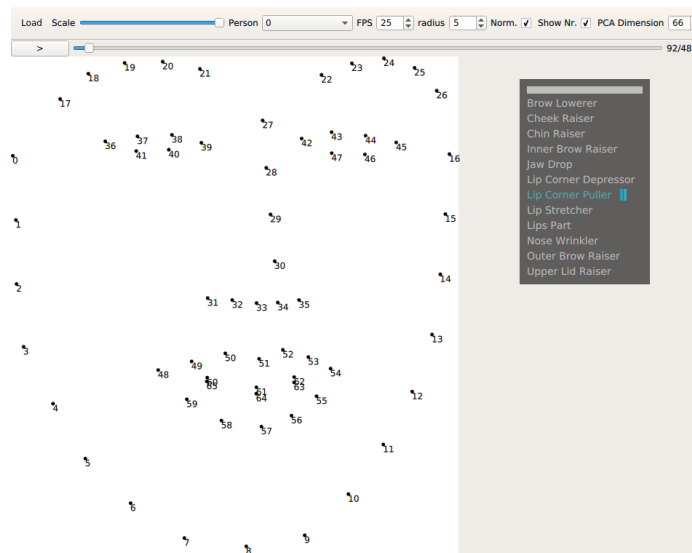 Load Scale Person 0 FPS 25 radius 5 Norm. Show Nr. PCA Dimension 66
> 92/48
Brow Lowerer
Cheek Raiser
Chin Raiser
Inner Brow Raiser
Jaw Drop
Lip Corner Depressor
Lip Corner Puller
Lip Stretcher
Lips Part
Nose Wrinkler
Outer Brow Raiser
Upper Lid Raiser
18 19 20 21 22 23 24 25
17 26
27
36 37 38 39 42 43 44 45
41 40 47 46
0 28 16
1 29 15
2 30 14
31 32 33 34 35
3 13
50 51 52 53
48 49 54
60 61 62
65 64 63
4 59 55 12
58 57 56
5 11
6 10
7 8 9